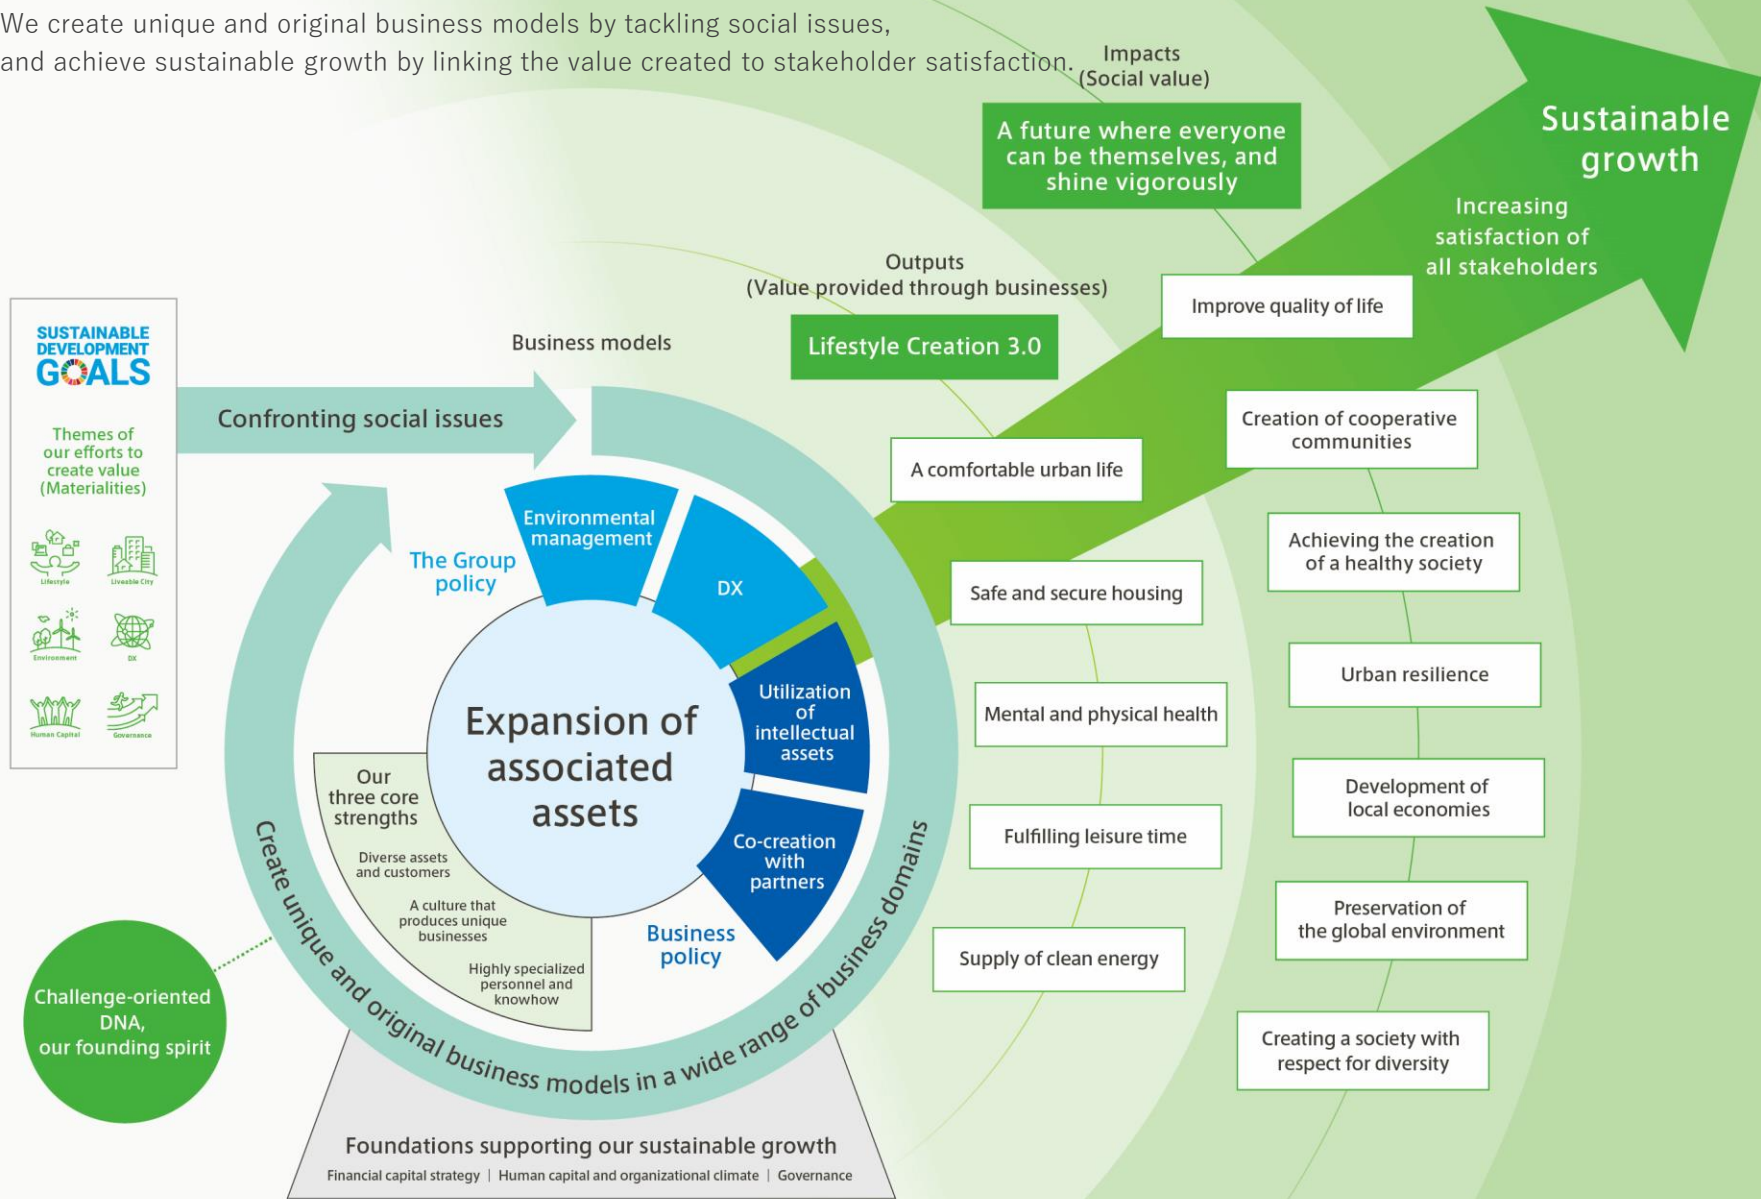 We create unique and original business models by tackling social issues,
and achieve sustainable growth by linking the value created to stakeholder satisfaction.
Impacts
(Social value)
A future where everyone
can be themselves, and
shine vigorously
Sustainable
growth
Increasing
satisfaction of
all stakeholders
Outputs
(Value provided through businesses)
Lifestyle Creation 3.0
Improve quality of life
Creation of cooperative
communities
Achieving the creation
of a healthy society
Urban resilience
Development of
local economies
Preservation of
the global environment
Creating a society with
respect for diversity
A comfortable urban life
Safe and secure housing
Mental and physical health
Fulfilling leisure time
Supply of clean energy
SUSTAINABLE
DEVELOPMENT
GOALS
Themes of
our efforts to
create value
(Materialities)
Lifestyle
Liveable City
Environment
DX
Human Capital
Governance
Business models
Confronting social issues
The Group
policy
Environmental
management
DX
Utilization
of
intellectual
assets
Co-creation
with
partners
Business
policy
Expansion of
associated
assets
Our
three core
strengths
Diverse assets
and customers
A culture that
produces unique
businesses
Highly specialized
personnel and
knowhow
Create unique and original business models in a wide range of business domains
Challenge-oriented
DNA,
our founding spirit
Foundations supporting our sustainable growth
Financial capital strategy | Human capital and organizational climate | Governance